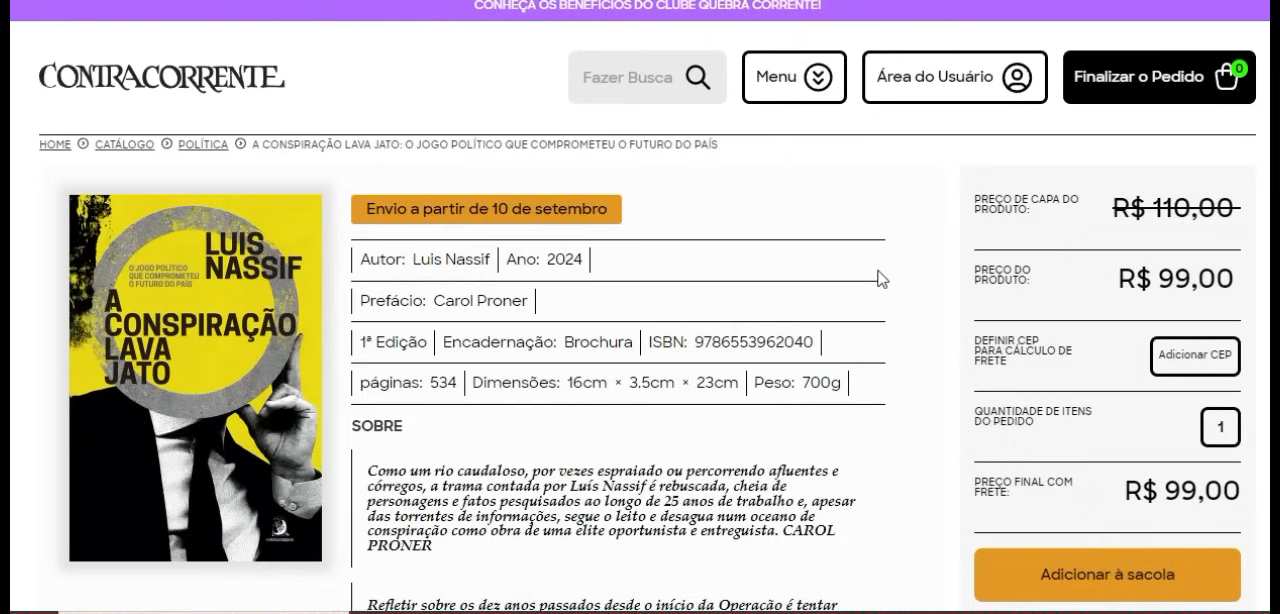 CONHEÇA OS BENEFÍCIOS DO CLUBE QUEBRA CORRENTE!
CONTRACORRENTE
Fazer Busca
Menu
Área do Usuário
Finalizar o Pedido
0
HOME CATÁLOGO POLÍTICA A CONSPIRAÇÃO LAVA JATO: O JOGO POLÍTICO QUE COMPROMETEU O FUTURO DO PAÍS
LUIS
NASSIF
O JOGO POLÍTICO
QUE COMPROMETEU
O FUTURO DO PAÍS
A
CONSPIRAÇÃO
LAVA
JATO
Envio a partir de 10 de setembro
Autor: Luis Nassif Ano: 2024
Prefácio: Carol Proner
1ª Edição Encadernação: Brochura ISBN: 9786553962040
páginas: 534 Dimensões: 16cm × 3.5cm × 23cm Peso: 700g
SOBRE
Como um rio caudaloso, por vezes espraiado ou percorrendo afluentes e
córregos, a trama contada por Luís Nassif é rebuscada, cheia de
personagens e fatos pesquisados ao longo de 25 anos de trabalho e, apesar
das torrentes de informações, segue o leito e desagua num oceano de
conspiração como obra de uma elite oportunista e entreguista. CAROL
PRONER
Refletir sobre os dez anos passados desde o início da Operação é tentar
PREÇO DE CAPA DO
PRODUTO:
R$ 110,00
PREÇO DO
PRODUTO:
R$ 99,00
DEFINIR CEP
PARA CÁLCULO DE
FRETE
Adicionar CEP
QUANTIDADE DE ITENS
DO PEDIDO
1
PREÇO FINAL COM
FRETE:
R$ 99,00
Adicionar à sacola